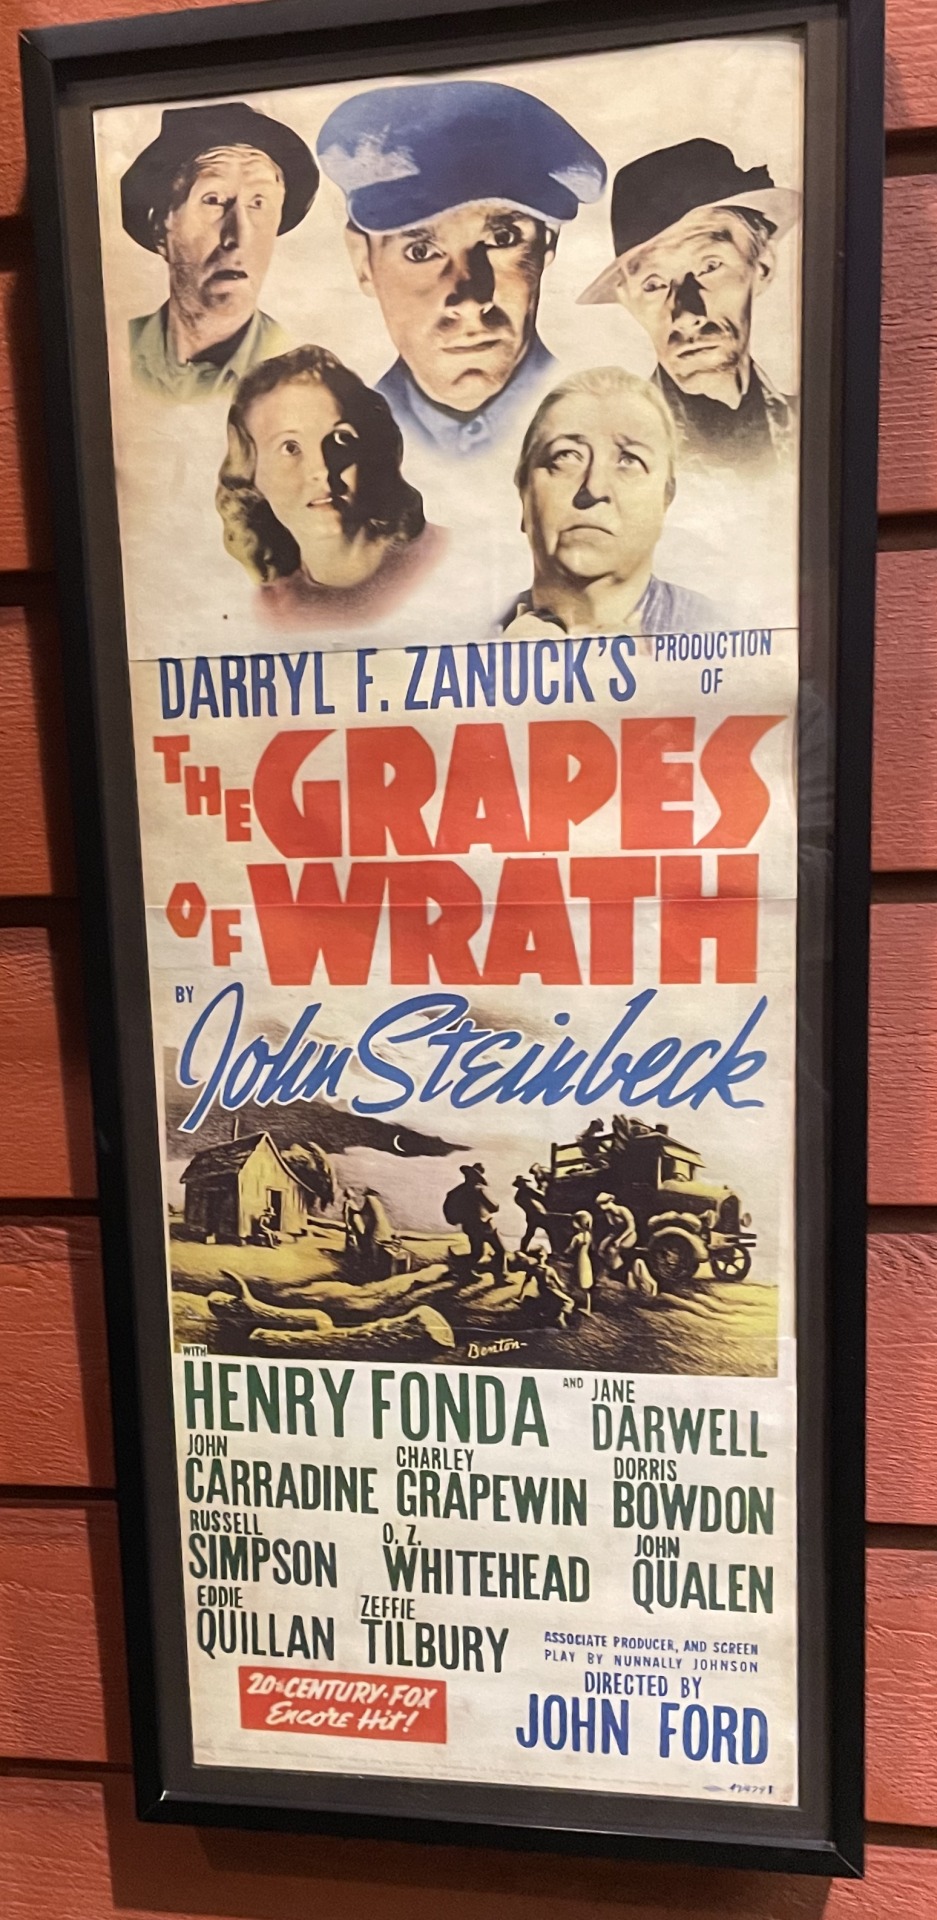 DARRYL F. ZANUCK'S PRODUCTION OF
THE GRAPES
OF WRATH
BY John Steinbeck
Benton
WITH
HENRY FONDA AND JANE DARWELL
JOHN CARRADINE CHARLEY GRAPEWIN DORRIS BOWDON
RUSSELL SIMPSON O. Z. WHITEHEAD JOHN QUALEN
EDDIE QUILLAN ZEFFIE TILBURY
ASSOCIATE PRODUCER, AND SCREEN
PLAY BY NUNNALLY JOHNSON
DIRECTED BY
JOHN FORD
20th CENTURY-FOX
Encore Hit!